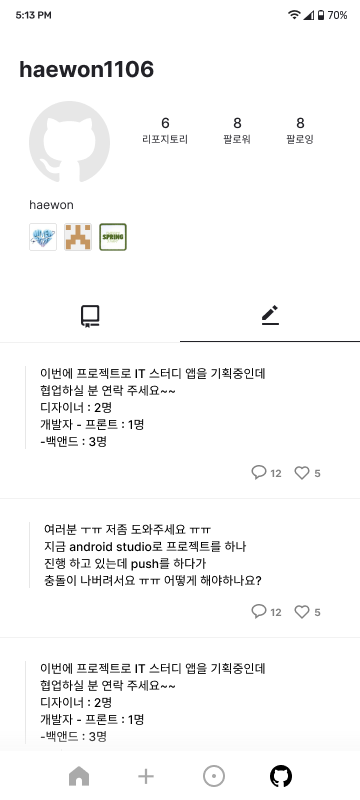 5:13 PM 70%
haewon1106
6 8 8
리포지토리 팔로워 팔로잉
haewon
SPRING
이번에 프로젝트로 IT 스터디 앱을 기획중인데
협업하실 분 연락 주세요~~
디자이너 : 2명
개발자 - 프론트 : 1명
-백앤드 : 3명
12 5
여러분 ㅜㅠ 저좀 도와주세요 ㅠㅠ
지금 android studio로 프로젝트를 하나
진행 하고 있는데 push를 하다가
충돌이 나버려서요 ㅠㅠ 어떻게 해야하나요?
12 5
이번에 프로젝트로 IT 스터디 앱을 기획중인데
협업하실 분 연락 주세요~~
디자이너 : 2명
개발자 - 프론트 : 1명
-백앤드 : 3명